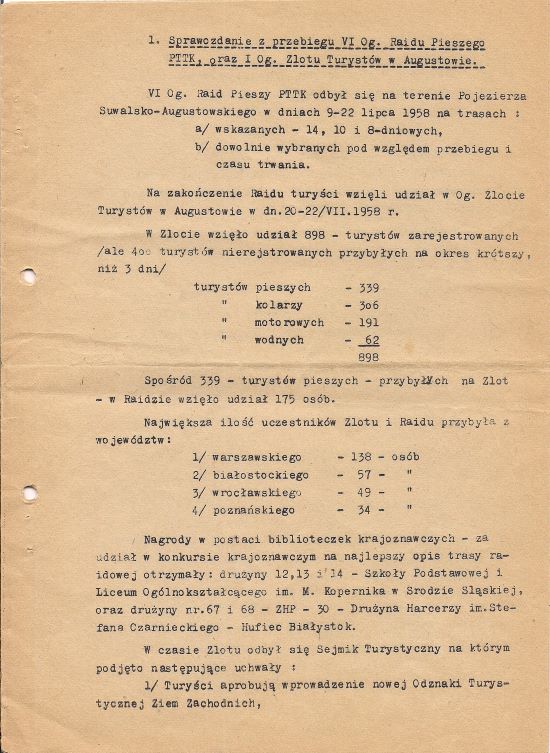 1. Sprawozdanie z przebiegu VI Og. Raidu Pieszego
PTTK, oraz I Og. Zlotu Turystów w Augustowie.
VI Og. Raid Pieszy PTTK odbył się na terenie Pojezierza
Suwalsko-Augustowskiego w dniach 9-22 lipca 1958 na trasach :
a/ wskazanych - 14, 10 i 8-dniowych,
b/ dowolnie wybranych pod względem przebiegu i
czasu trwania.
Na zakończenie Raidu turyści wzięli udział w Og. Zlocie
Turystów w Augustowie w dn.20-22/VII.1958 r.
W Zlocie wzięło udział 898 - turystów zarejestrowanych
/ale 4oo turystów nierejstrowanych przybyłych na okres krótszy,
niż 3 dni/
turystów pieszych - 339
" kolarzy - 3o6
" motorowych - 191
" wodnych - 62
898
Spośród 339 - turystów pieszych - przybyłych na Zlot
- w Raidzie wzięło udział 175 osób.
Największa ilość uczestników Zlotu i Raidu przybyła z
województw:
1/ warszawskiego - 138 - osób
2/ białostockiego - 57 - "
3/ wrocławskiego - 49 - "
4/ poznańskiego - 34 - "
Nagrody w postaci biblioteczek krajoznawczych - za
udział w konkursie krajoznawczym na najlepszy opis trasy ra-
idowej otrzymały: drużyny 12,13 i 14 - Szkoły Podstawowej i
Liceum Ogólnokształcącego im. M. Kopernika w Srodzie Sląskiej,
oraz drużyny nr.67 i 68 - ZHP - 30 - Drużyna Harcerzy im.Ste-
fana Czarnieckiego - Hufiec Białystok.
W czasie Zlotu odbył się Sejmik Turystyczny na którym
podjęto następujące uchwały :
1/ Turyści aprobują wprowadzenie nowej Odznaki Turys-
tycznej Ziem Zachodnich,